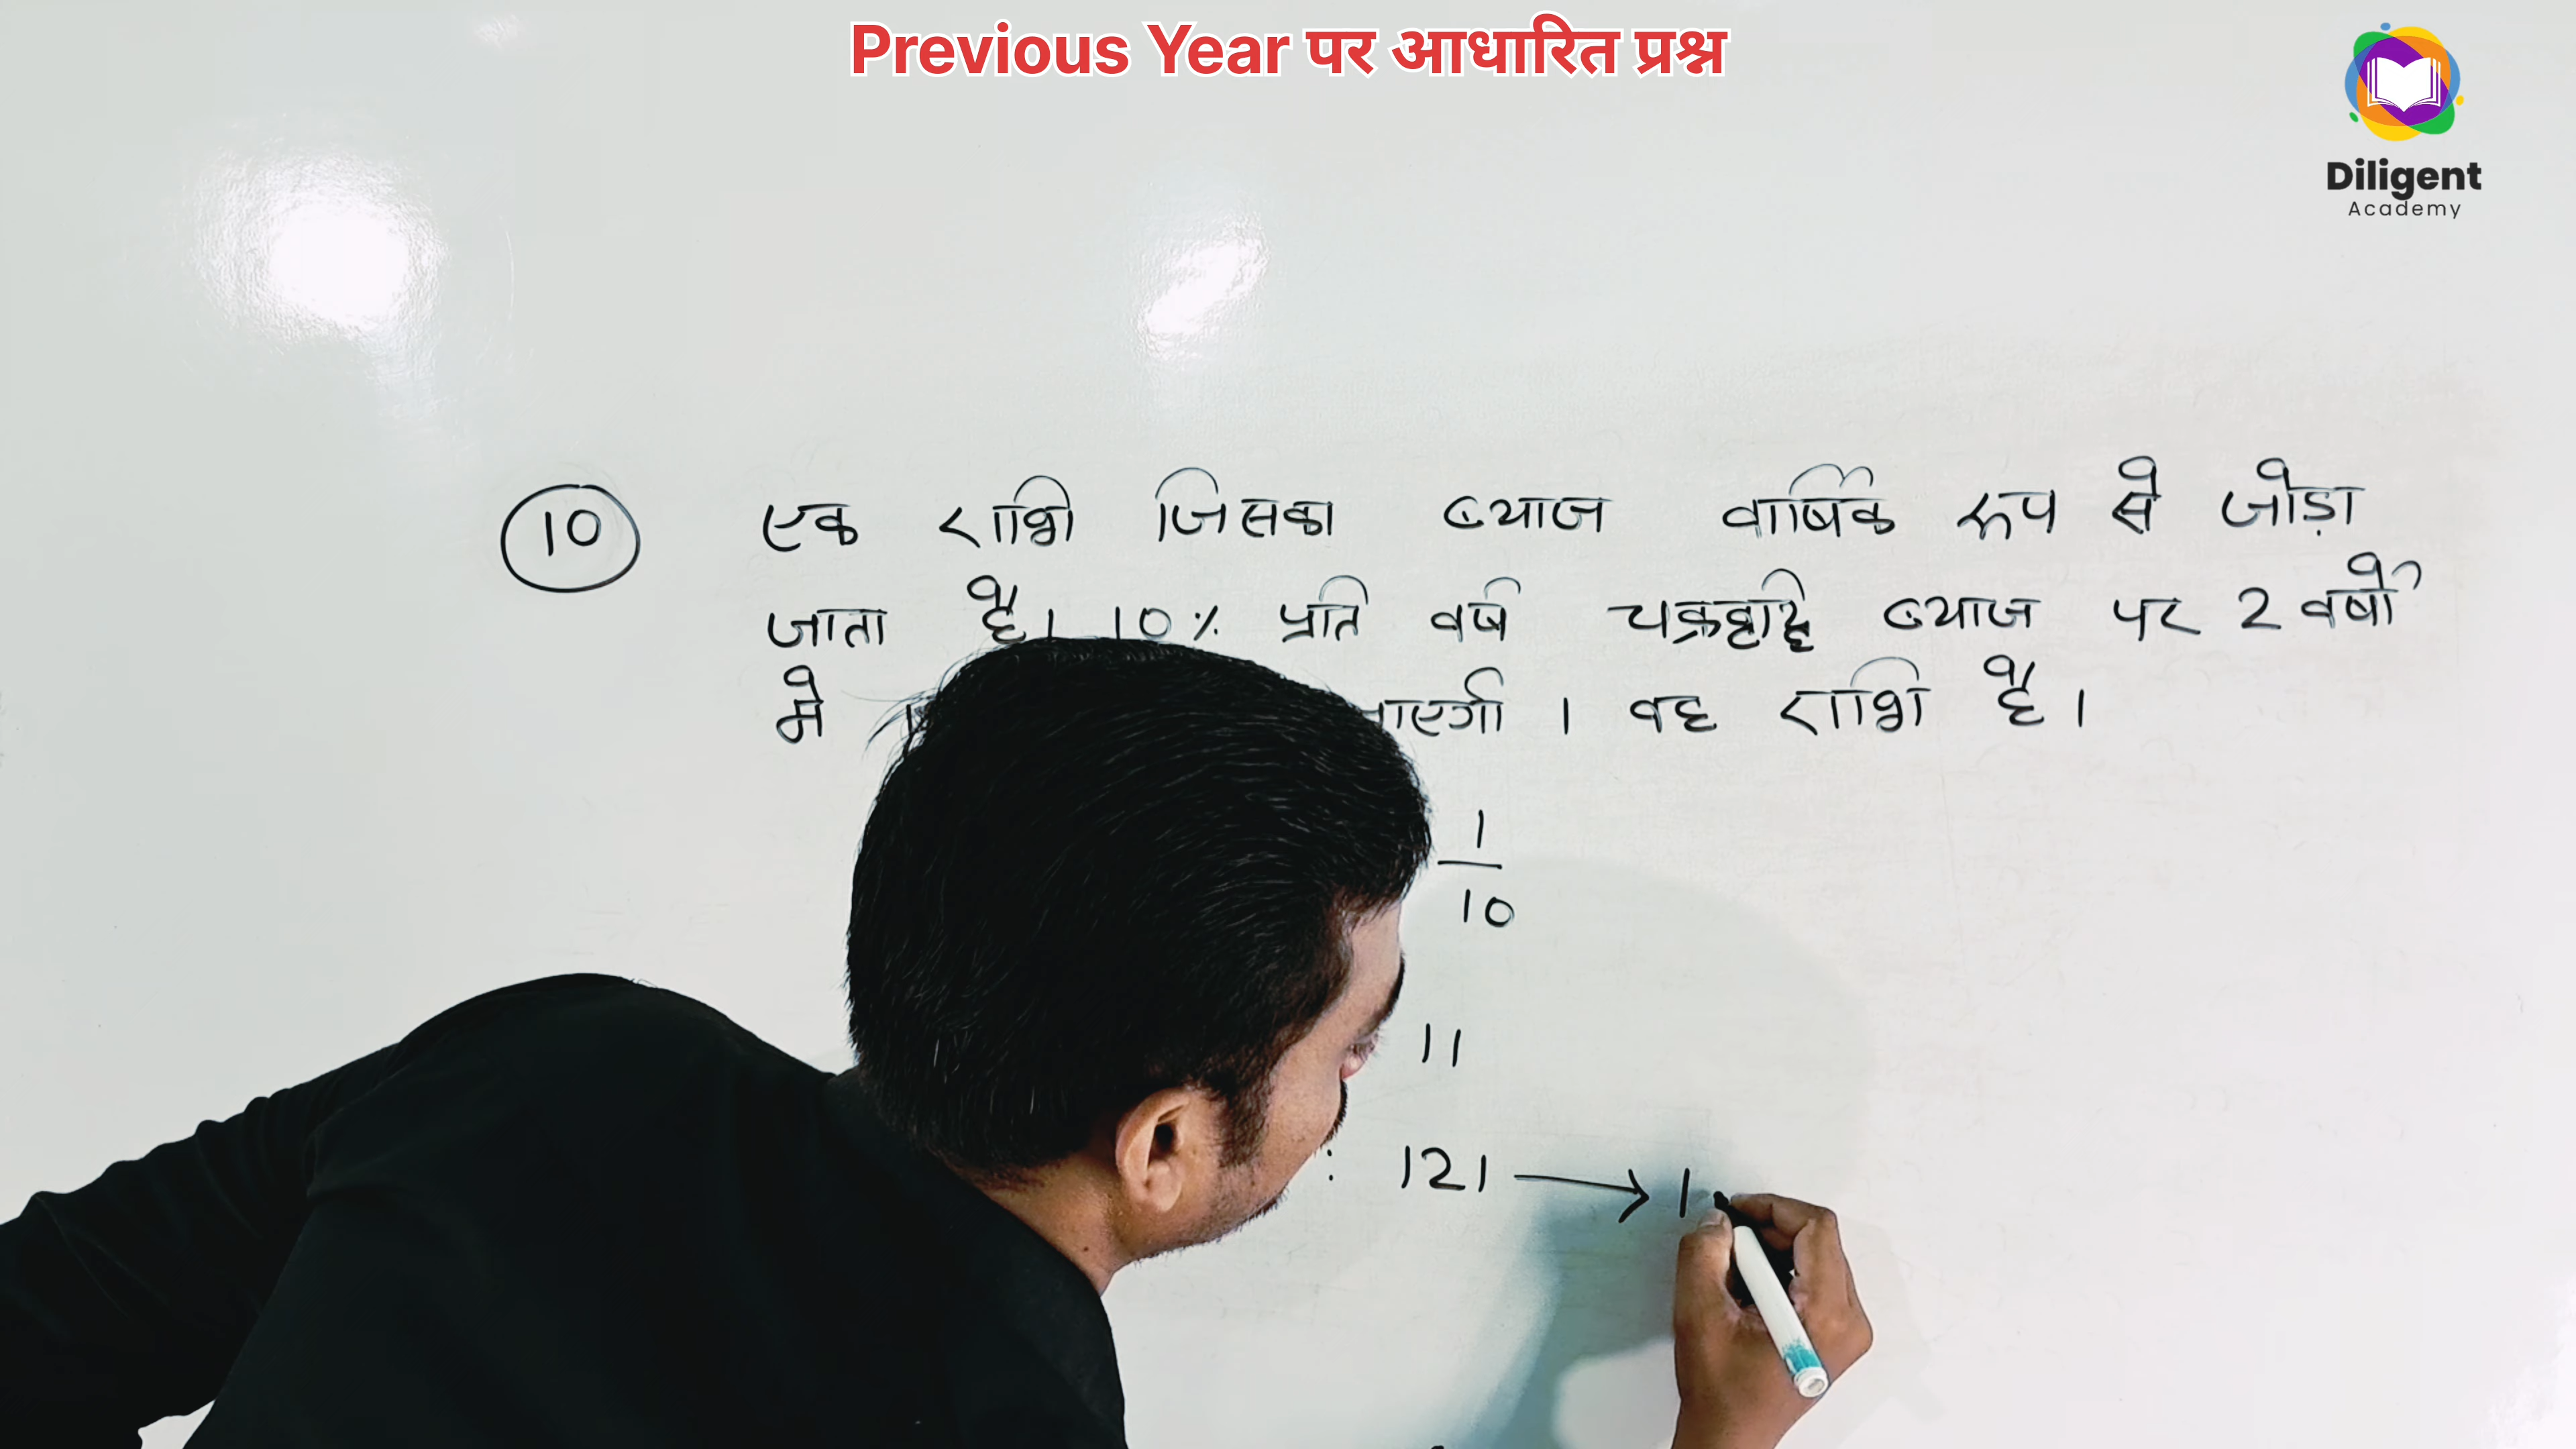 Previous Year पर आधारित प्रश्न
Diligent
Academy
10 एक राशि जिसका ब्याज वार्षिक रूप से जोड़ा
जाता है। 10% प्रति वर्ष चक्रवृद्धि ब्याज पर 2 वर्षो
मे जाएगी । वह राशि है।
1
10
11
: 121 → 1